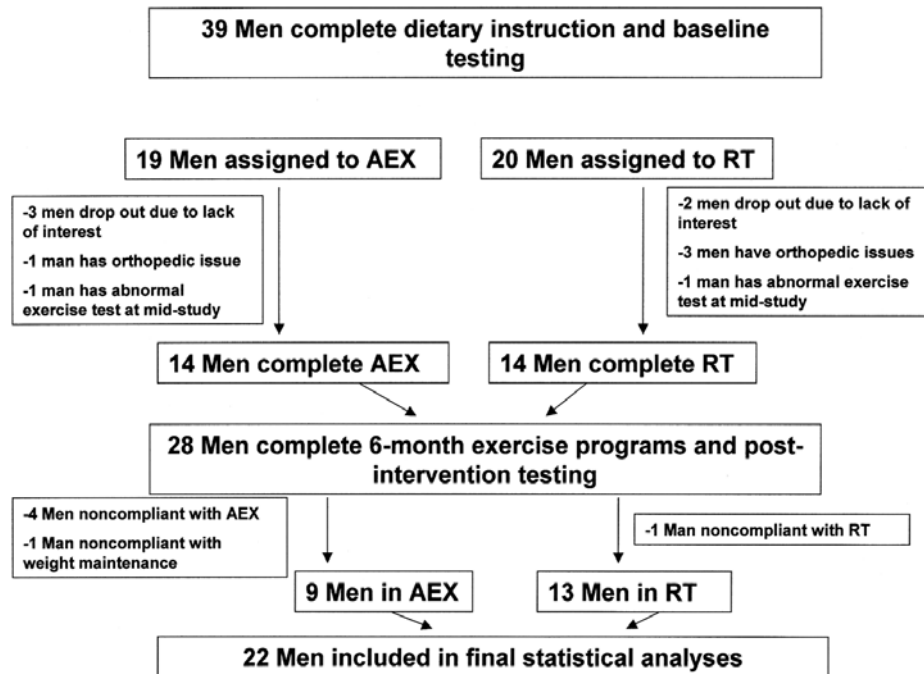 39 Men complete dietary instruction and baseline
testing
19 Men assigned to AEX
20 Men assigned to RT
-3 men drop out due to lack
of interest
-1 man has orthopedic issue
-1 man has abnormal
exercise test at mid-study
-2 men drop out due to lack
of interest
-3 men have orthopedic issues
-1 man has abnormal exercise
test at mid-study
14 Men complete AEX
14 Men complete RT
28 Men complete 6-month exercise programs and post-
intervention testing
-4 Men noncompliant with AEX
-1 Man noncompliant with
weight maintenance
-1 Man noncompliant with RT
9 Men in AEX
13 Men in RT
22 Men included in final statistical analyses